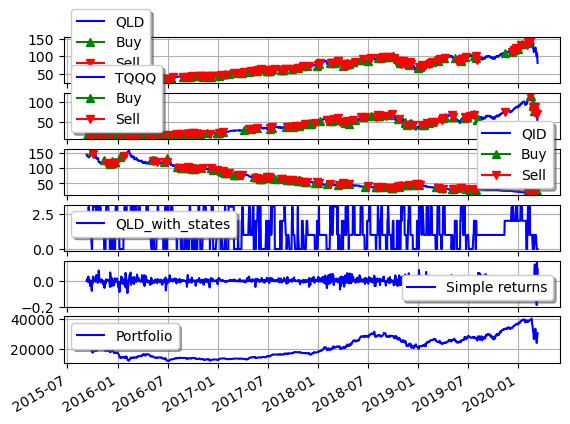 QLD
Buy
Sell
150
100
50
TQQQ
Buy
Sell
100
50
QID
Buy
Sell
150
100
50
QLD_with_states
2.5
0.0
Simple returns
0.0
−0.2
Portfolio
40000
20000
2015-07
2016-01
2016-07
2017-01
2017-07
2018-01
2018-07
2019-01
2019-07
2020-01